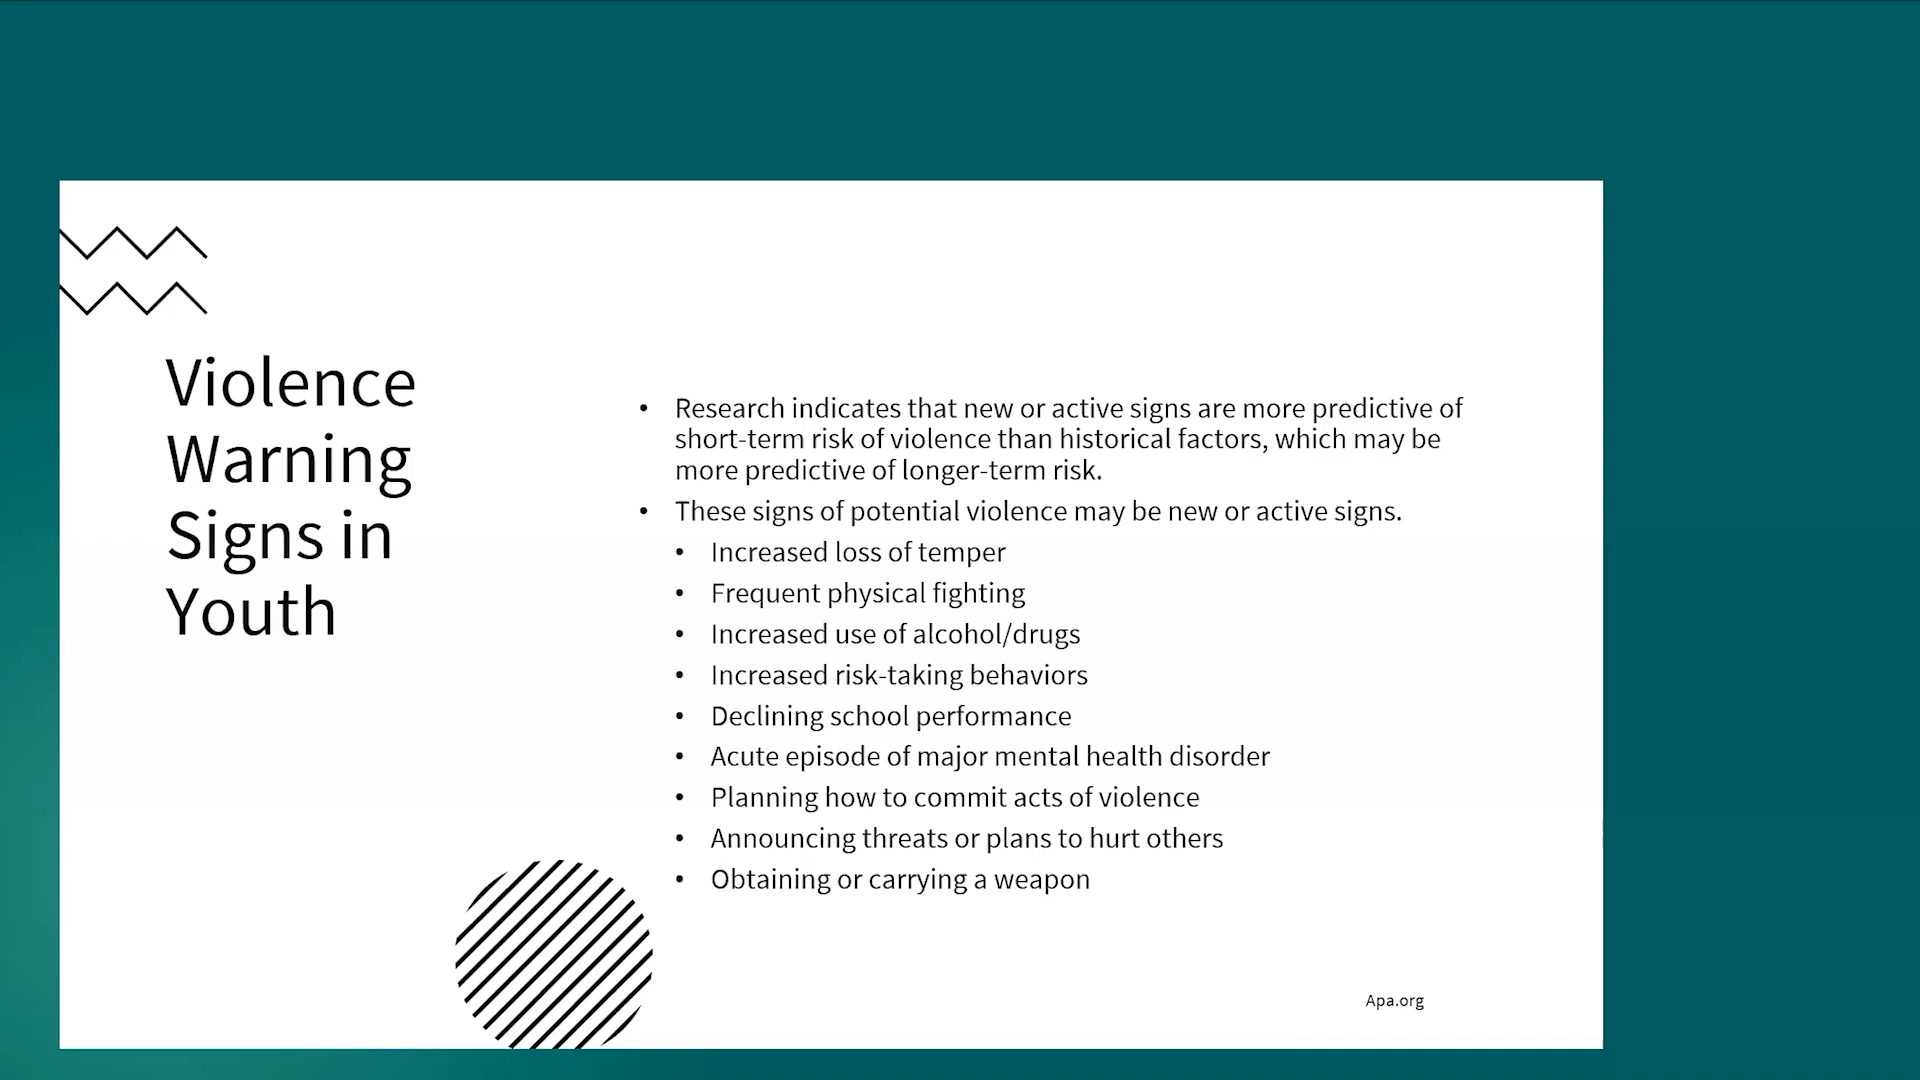 Violence
Warning
Signs in
Youth
• Research indicates that new or active signs are more predictive of
short-term risk of violence than historical factors, which may be
more predictive of longer-term risk.
• These signs of potential violence may be new or active signs.
• Increased loss of temper
• Frequent physical fighting
• Increased use of alcohol/drugs
• Increased risk-taking behaviors
• Declining school performance
• Acute episode of major mental health disorder
• Planning how to commit acts of violence
• Announcing threats or plans to hurt others
• Obtaining or carrying a weapon
Apa.org